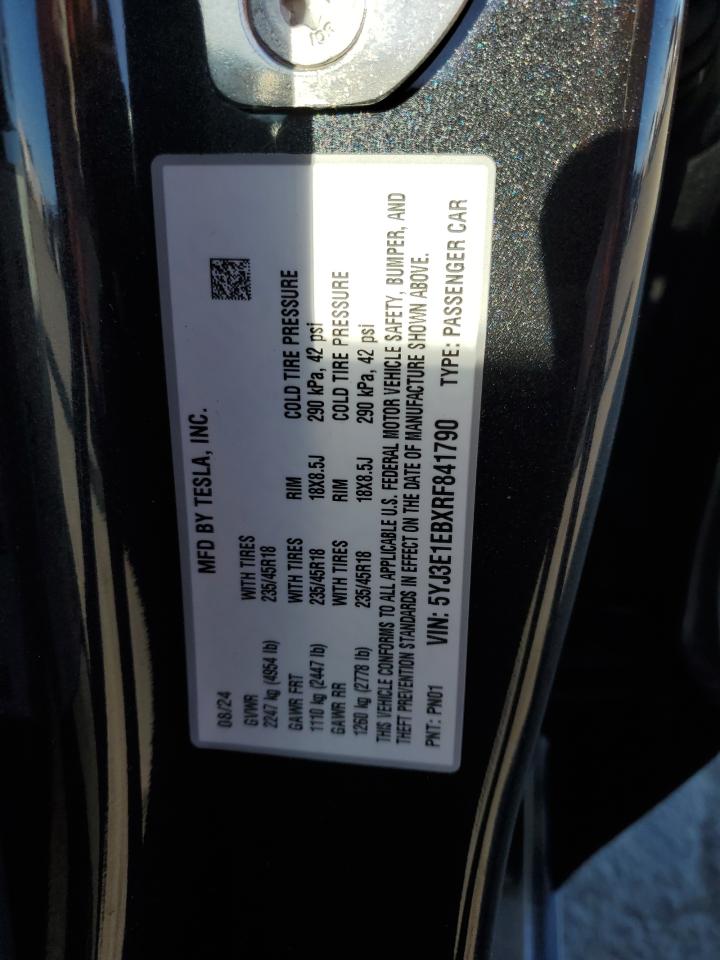 MFD BY TESLA, INC.
08/24
GVWR WITH TIRES
2247 kg (4954 lb) 235/45R18
GAWR FRT WITH TIRES RIM COLD TIRE PRESSURE
1110 kg (2447 lb) 235/45R18 18X8.5J 290 kPa, 42 psi
GAWR RR WITH TIRES RIM COLD TIRE PRESSURE
1260 kg (2778 lb) 235/45R18 18X8.5J 290 kPa, 42 psi
THIS VEHICLE CONFORMS TO ALL APPLICABLE U.S. FEDERAL MOTOR VEHICLE SAFETY, BUMPER, AND
THEFT PREVENTION STANDARDS IN EFFECT ON THE DATE OF MANUFACTURE SHOWN ABOVE.
PNT: PN01 VIN: 5YJ3E1EBXRF841790 TYPE: PASSENGER CAR